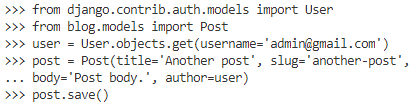 >>> from django.contrib.auth.models import User
>>> from blog.models import Post
>>> user = User.objects.get(username='admin@gmail.com')
>>> post = Post(title='Another post', slug='another-post',
... body='Post body.', author=user)
>>> post.save()